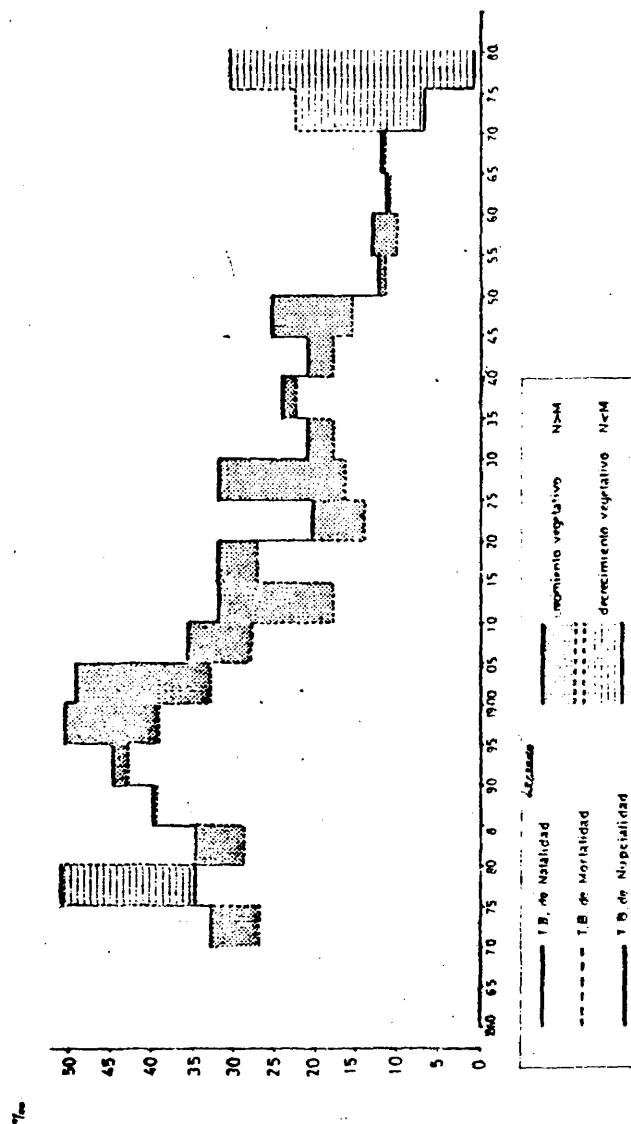 ‰
50
45
40
35
30
25
20
15
10
5
0
1860 65 70 75 80 8 90 95 1900 05 10 15 20 25 30 35 40 45 50 55 60 65 70 75 80
Leyenda
T.B. de Natalidad
T.B. de Mortalidad
T.B. de Nupcialidad
crecimiento vegetativo N>M
decrecimiento vegetativo N<M